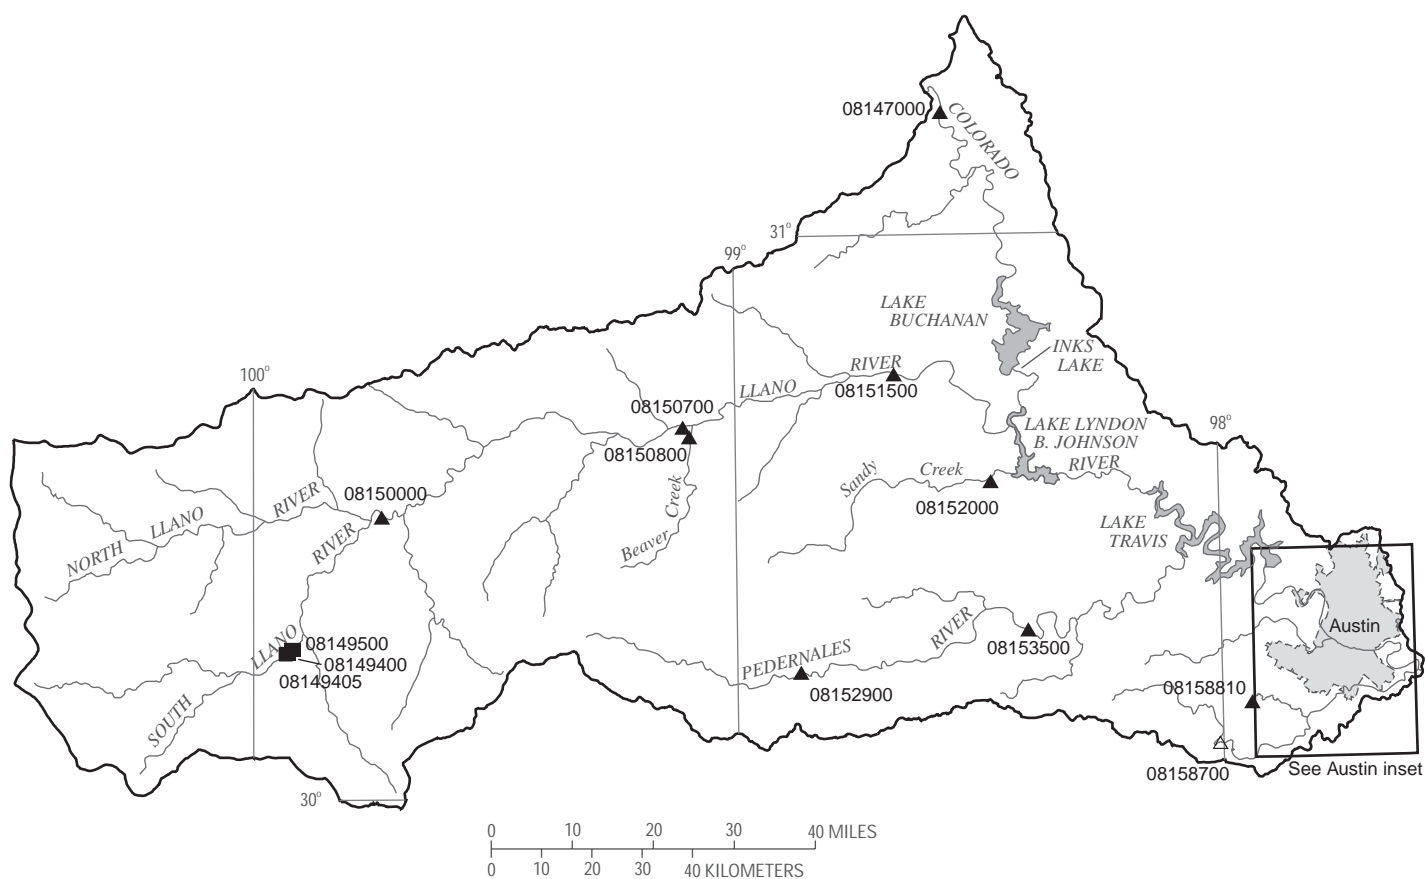 08147000
COLORADO
31°
99°
LAKE
BUCHANAN
INKS
LAKE
RIVER
LLANO
08151500
100°
08150700
08150800
LAKE LYNDON
B. JOHNSON
RIVER
98°
Sandy
Creek
Creek
Beaver
08150000
08152000
LAKE
TRAVIS
RIVER
LLANO
NORTH
RIVER
Austin
RIVER
PEDERNALES
08153500
LLANO
08149500
08149400
08149405
08152900
08158810
SOUTH
08158700
See Austin inset
30°
0 10 20 30 40 MILES
0 10 20 30 40 KILOMETERS